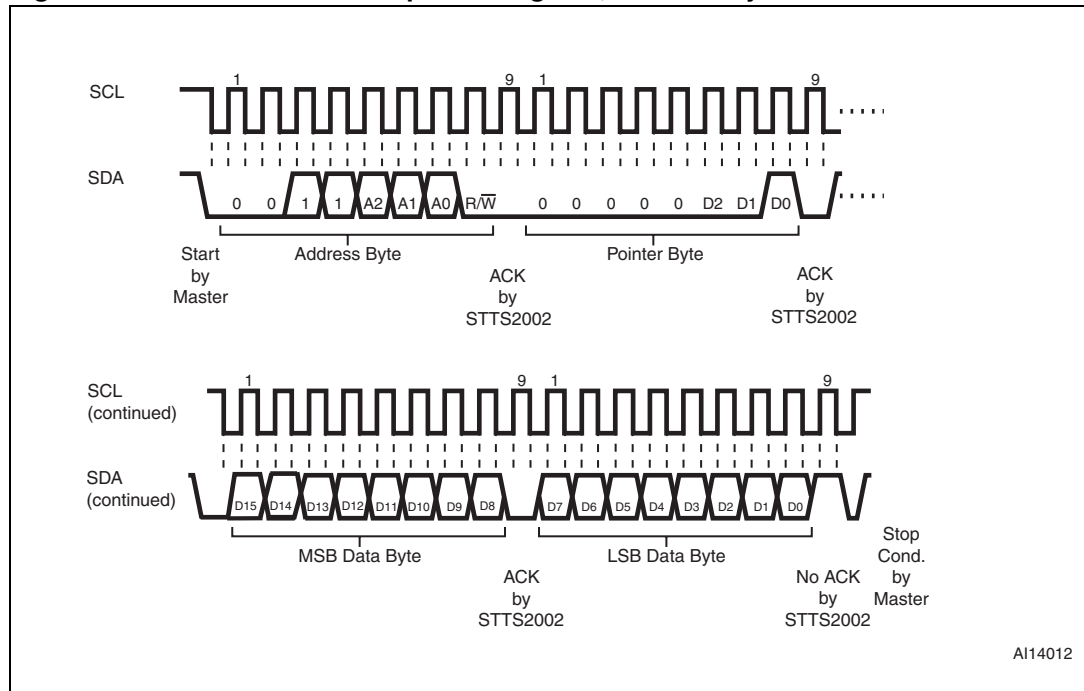 1 9 1 9
SCL
SDA
0 0 1 1 A2 A1 A0 R/W 0 0 0 0 0 D2 D1 D0
Start
by
Master
Address Byte
Pointer Byte
ACK
by
STTS2002
ACK
by
STTS2002
1 9 1 9
SCL
(continued)
SDA
(continued)
D15 D14 D13 D12 D11 D10 D9 D8 D7 D6 D5 D4 D3 D2 D1 D0
MSB Data Byte
LSB Data Byte
ACK
by
STTS2002
No ACK
by
STTS2002
Stop
Cond.
by
Master
AI14012